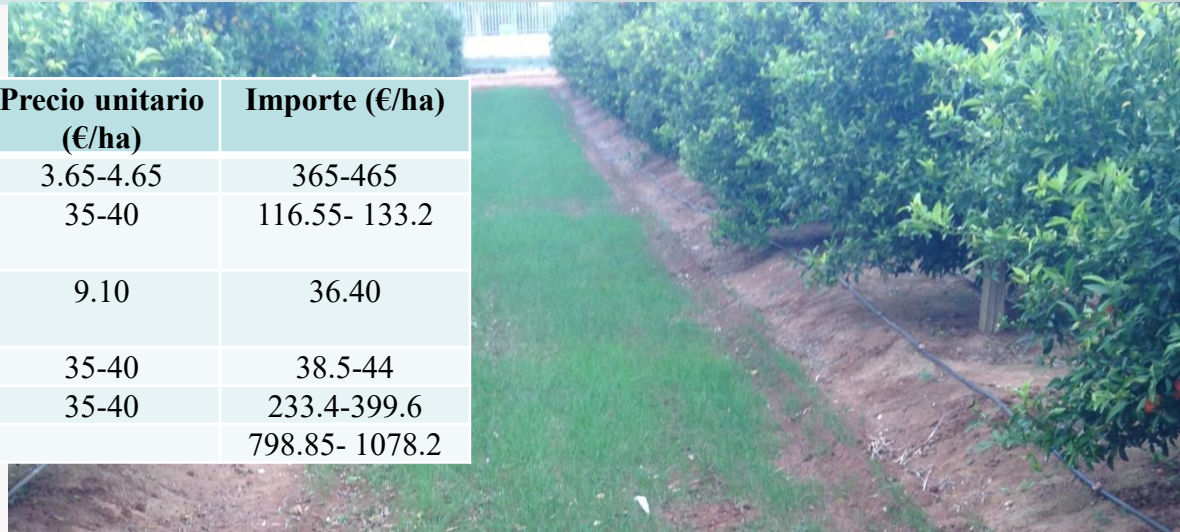 Precio unitario Importe (€/ha)
(€/ha)
3.65-4.65 365-465
35-40 116.55- 133.2
9.10 36.40
35-40 38.5-44
35-40 233.4-399.6
798.85- 1078.2